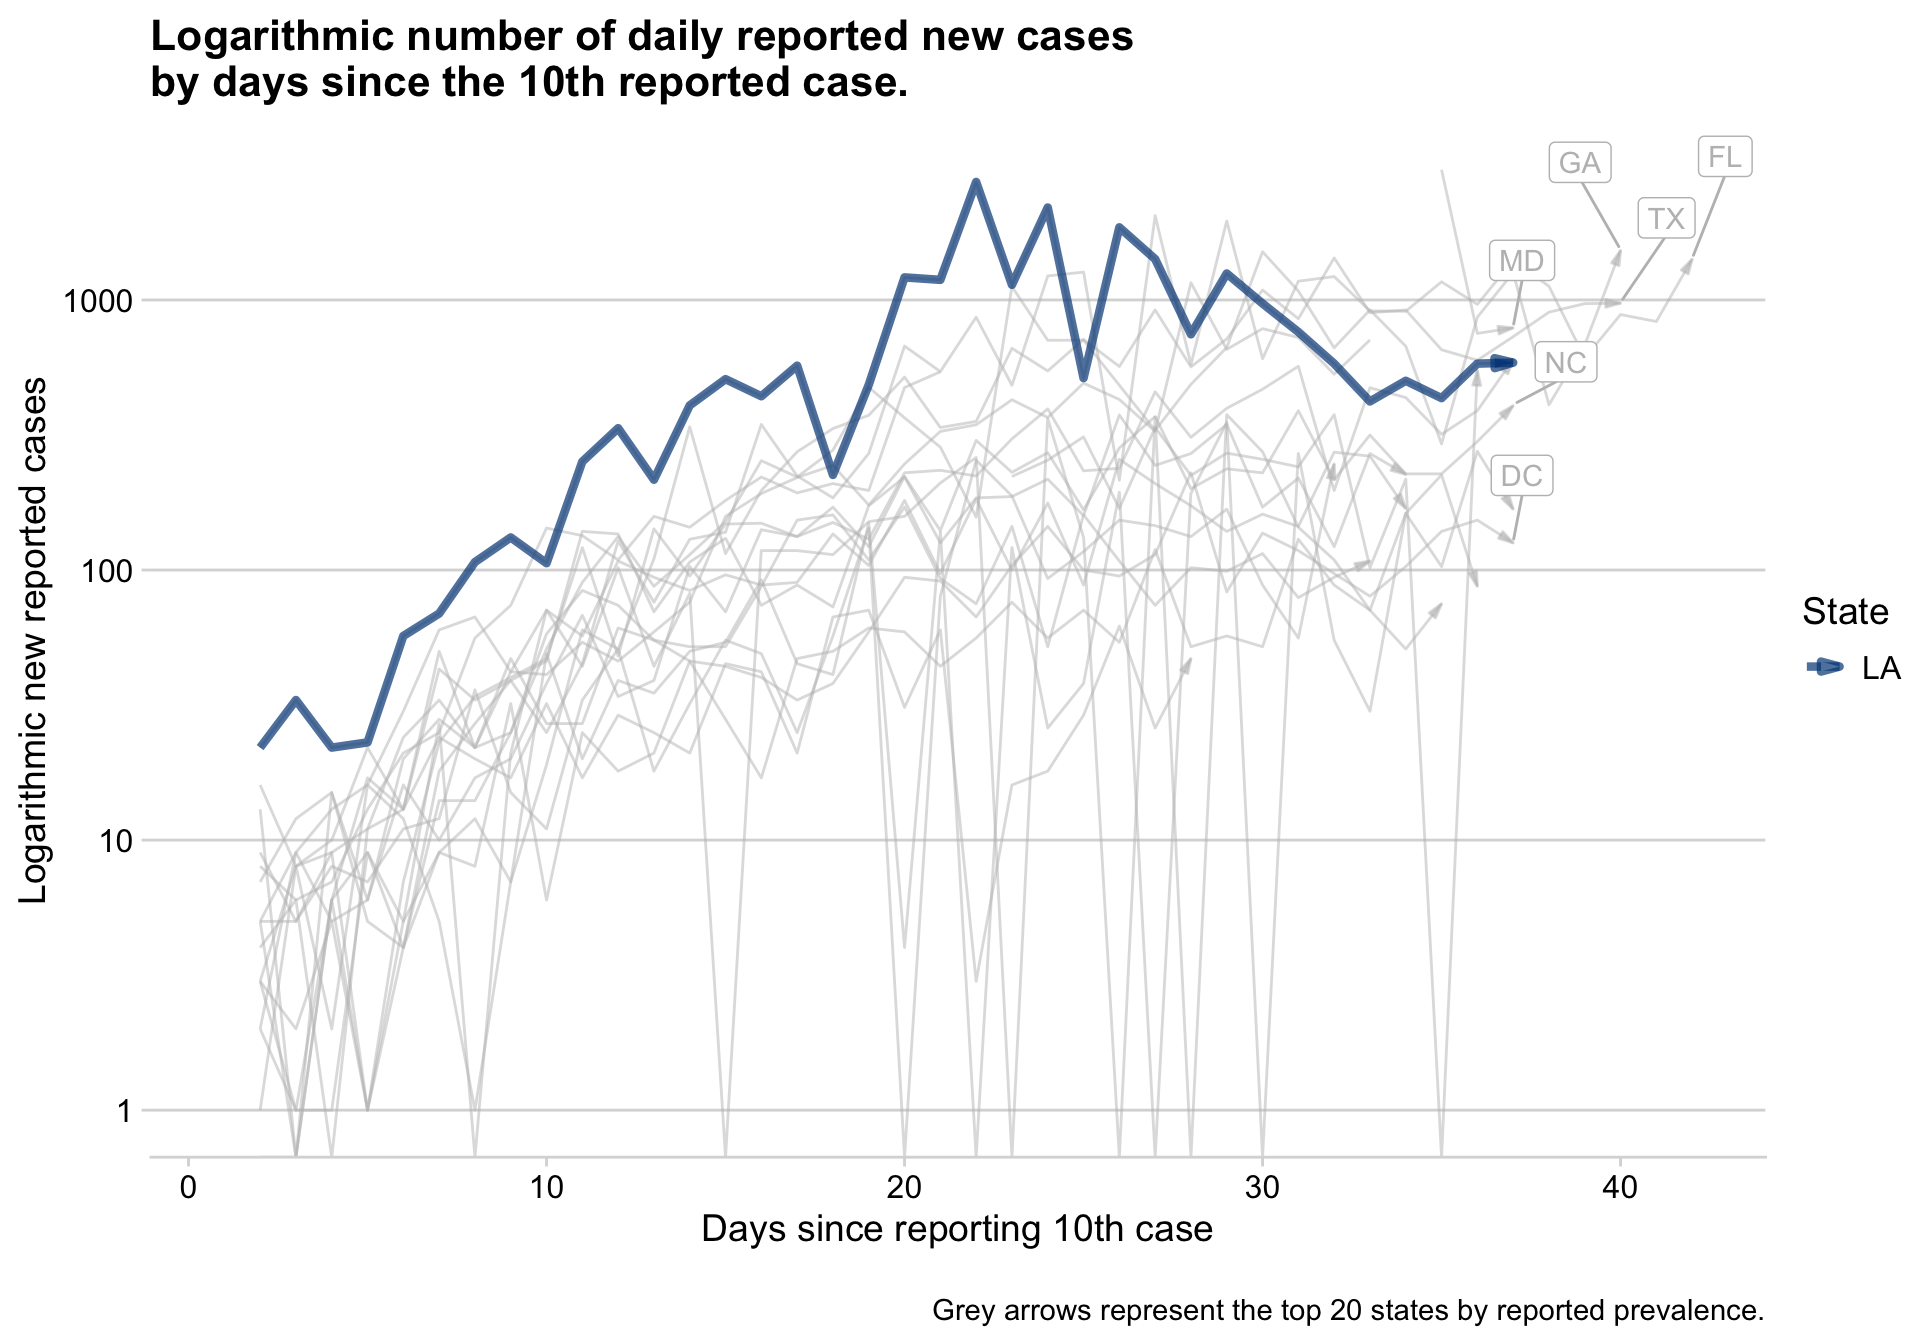 Logarithmic number of daily reported new cases
by days since the 10th reported case.
GA
FL
TX
MD
NC
DC
Logarithmic new reported cases
1000
100
10
1
0
10
20
30
40
Days since reporting 10th case
State
LA
Grey arrows represent the top 20 states by reported prevalence.